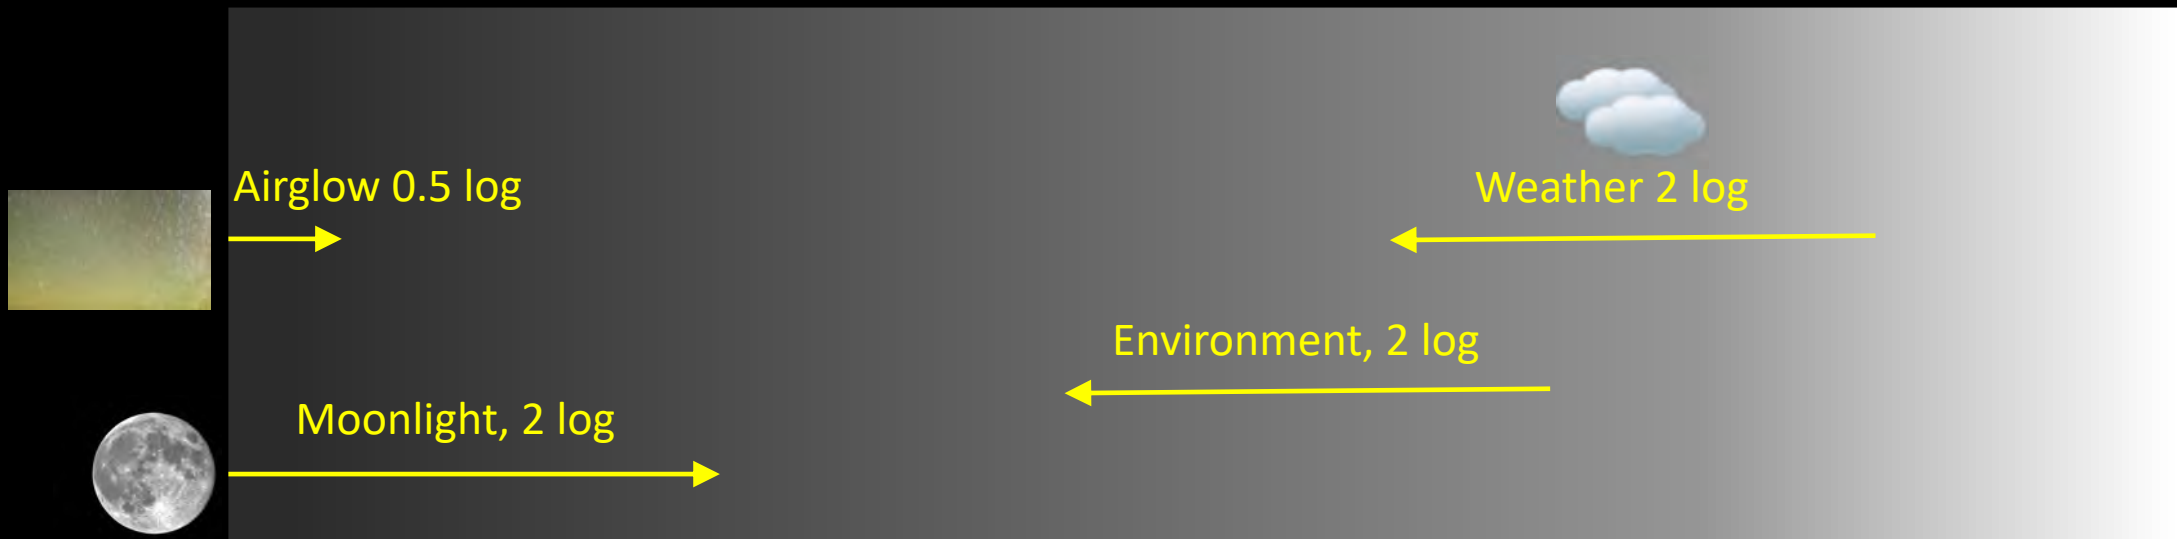 Airglow 0.5 log
Weather 2 log
Environment, 2 log
Moonlight, 2 log